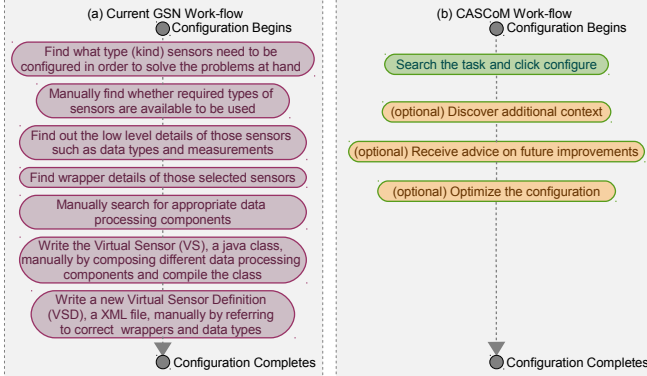 (a) Current GSN Work-flow
Configuration Begins
Find what type (kind) sensors need to be
configured in order to solve the problems at hand
Manually find whether required types of
sensors are available to be used
Find out the low level details of those sensors
such as data types and measurements
Find wrapper details of those selected sensors
Manually search for appropriate data
processing components
Write the Virtual Sensor (VS), a java class,
manually by composing different data processing
components and compile the class
Write a new Virtual Sensor Definition
(VSD), a XML file, manually by referring
to correct wrappers and data types
Configuration Completes
(b) CASCoM Work-flow
Configuration Begins
Search the task and click configure
(optional) Discover additional context
(optional) Receive advice on future improvements
(optional) Optimize the configuration
Configuration Completes